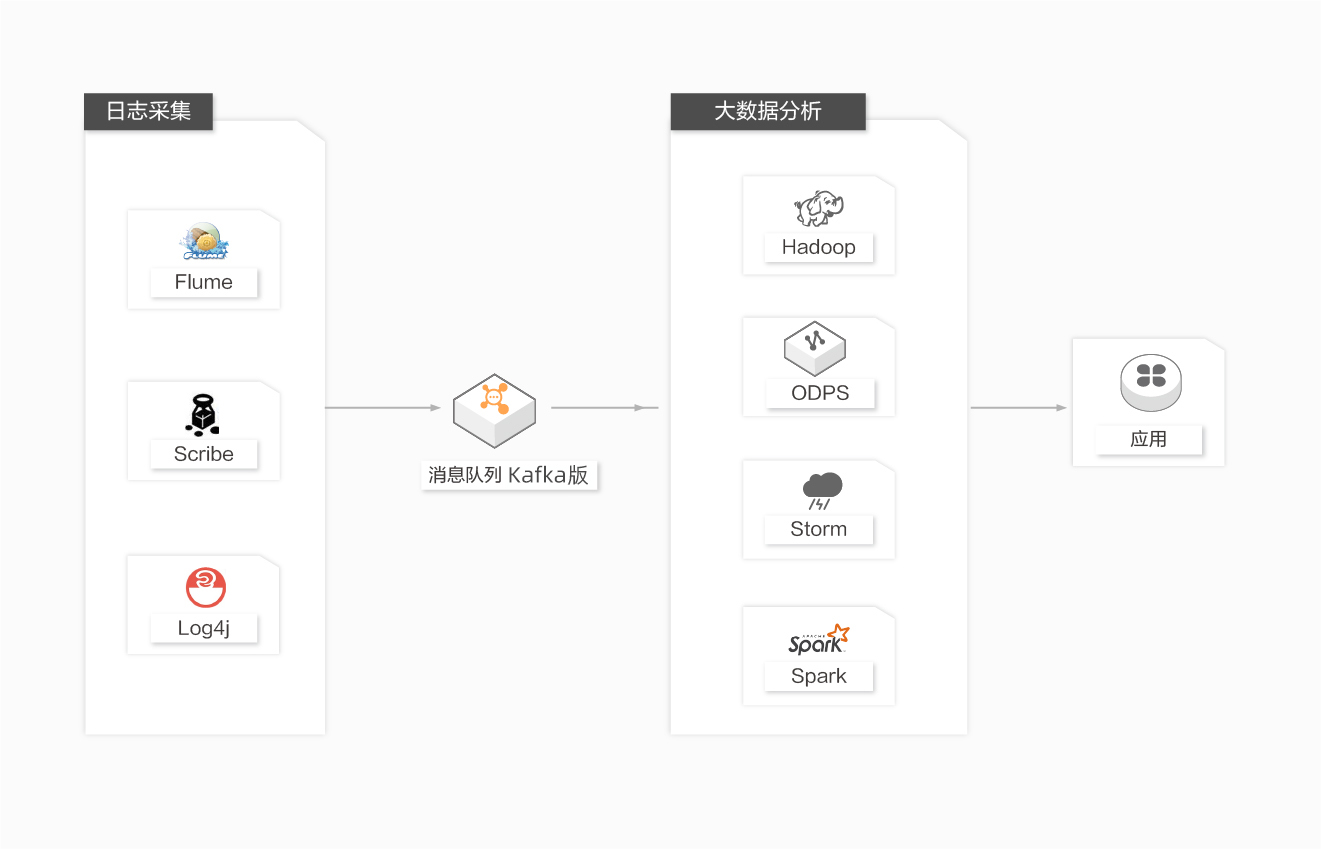 日志采集
Flume
Scribe
Log4j
消息队列 Kafka版
大数据分析
Hadoop
ODPS
Storm
APACHE
Spark
Spark
应用